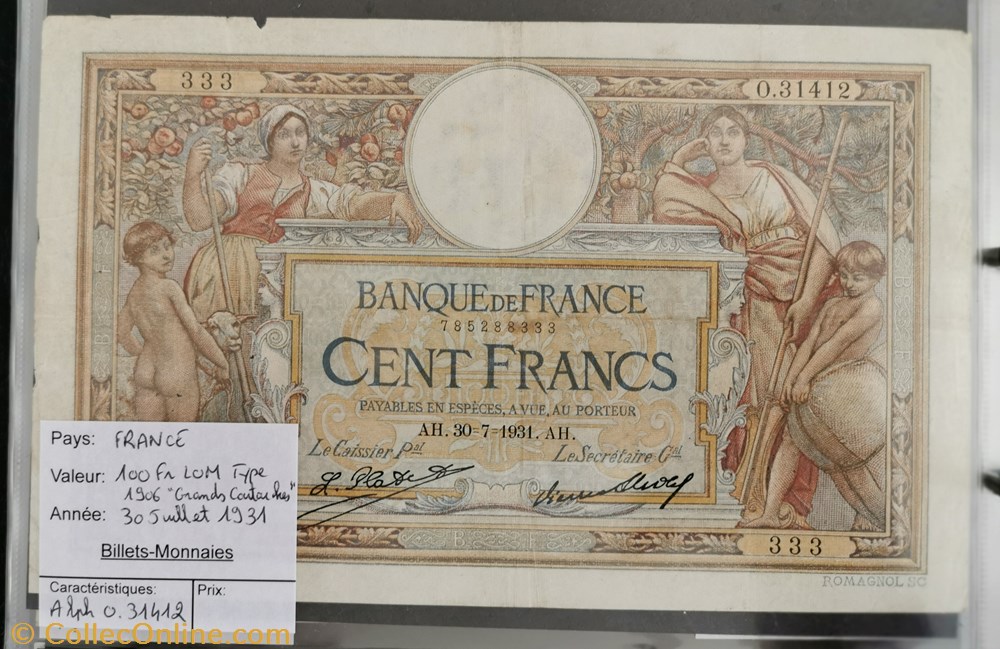 333
O.31412
BANQUE DE FRANCE
785288333
CENT FRANCS
PAYABLES EN ESPÈCES, A VUE, AU PORTEUR
AH. 30=7=1931. AH.
Le Caissier Pal
Le Secrétaire Gal
333
ROMAGNOL SC
Pays: FRANCE
Valeur: 100 Fr LOM Type
1906 "Grands Cartouches"
Année: 30 Juillet 1931
Billets-Monnaies
Caractéristiques:
Prix:
Alph O.31412
© CollecOnline.com